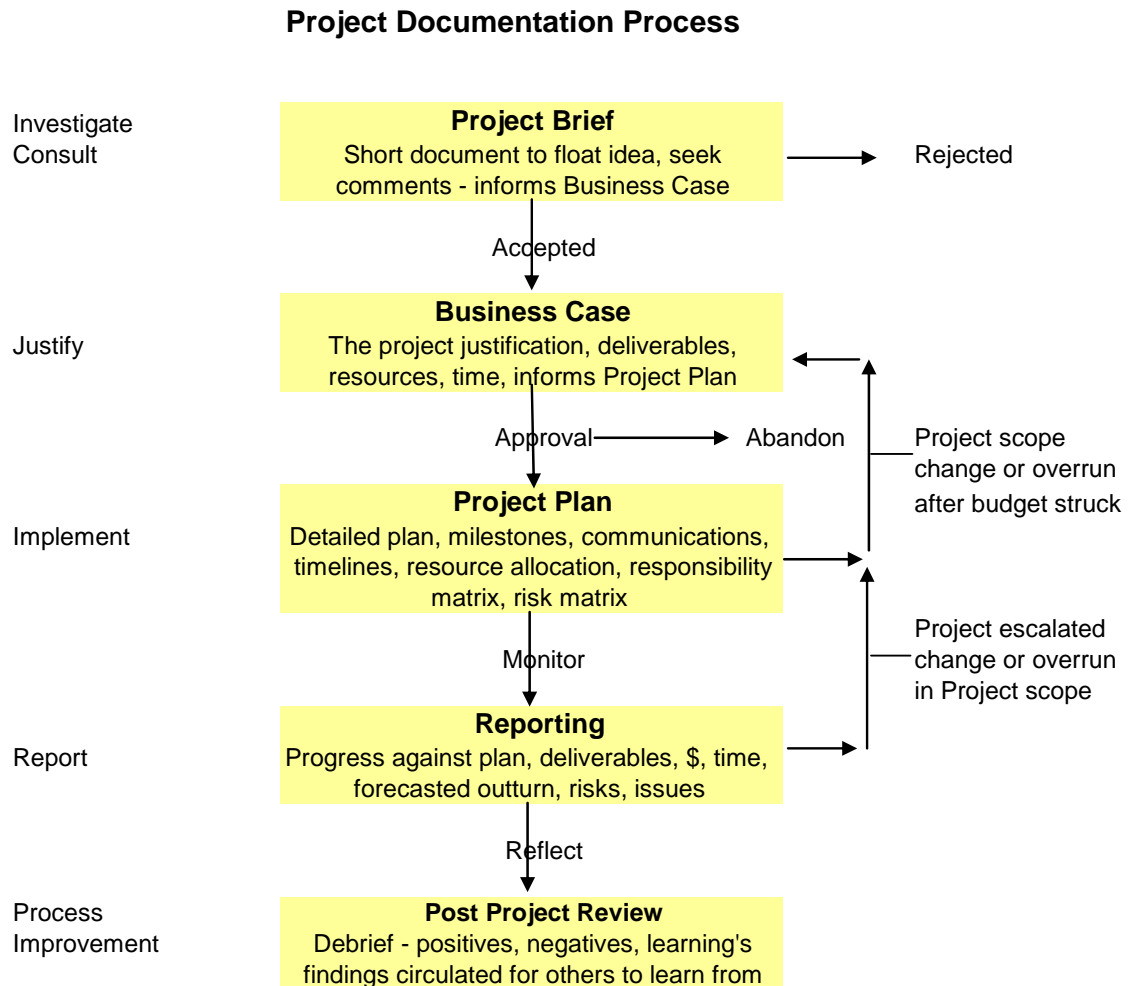 Project Documentation Process
Investigate
Consult
Project Brief
Short document to float idea, seek
comments - informs Business Case
Rejected
Accepted
Justify
Business Case
The project justification, deliverables,
resources, time, informs Project Plan
Approval
Abandon
Project scope
change or overrun
after budget struck
Implement
Project Plan
Detailed plan, milestones, communications,
timelines, resource allocation, responsibility
matrix, risk matrix
Monitor
Project escalated
change or overrun
in Project scope
Report
Reporting
Progress against plan, deliverables, $, time,
forecasted outturn, risks, issues
Reflect
Process
Improvement
Post Project Review
Debrief - positives, negatives, learning's
findings circulated for others to learn from